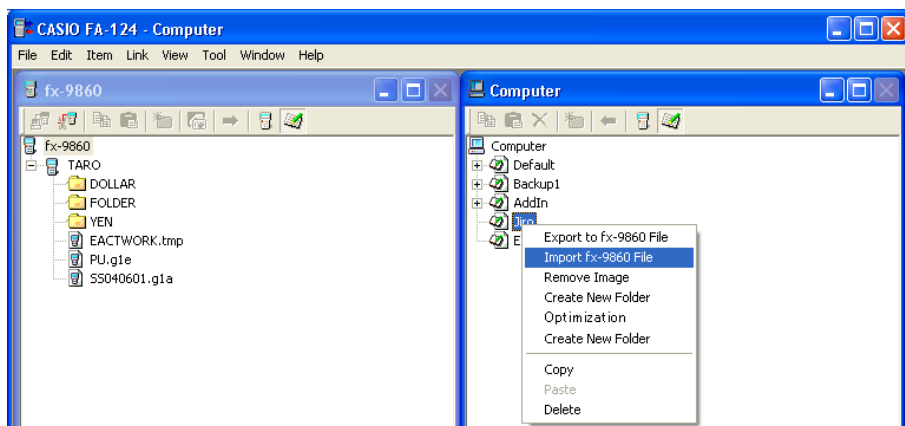 CASIO FA-124 - Computer
File Edit Item Link View Tool Window Help
fx-9860
fx-9860
TARO
DOLLAR
FOLDER
YEN
EACTWORK.tmp
PU.g1e
SS040601.g1a
Computer
Computer
Default
Backup1
AddIn
Jiro
E
Export to fx-9860 File
Import fx-9860 File
Remove Image
Create New Folder
Optimization
Create New Folder
Copy
Paste
Delete